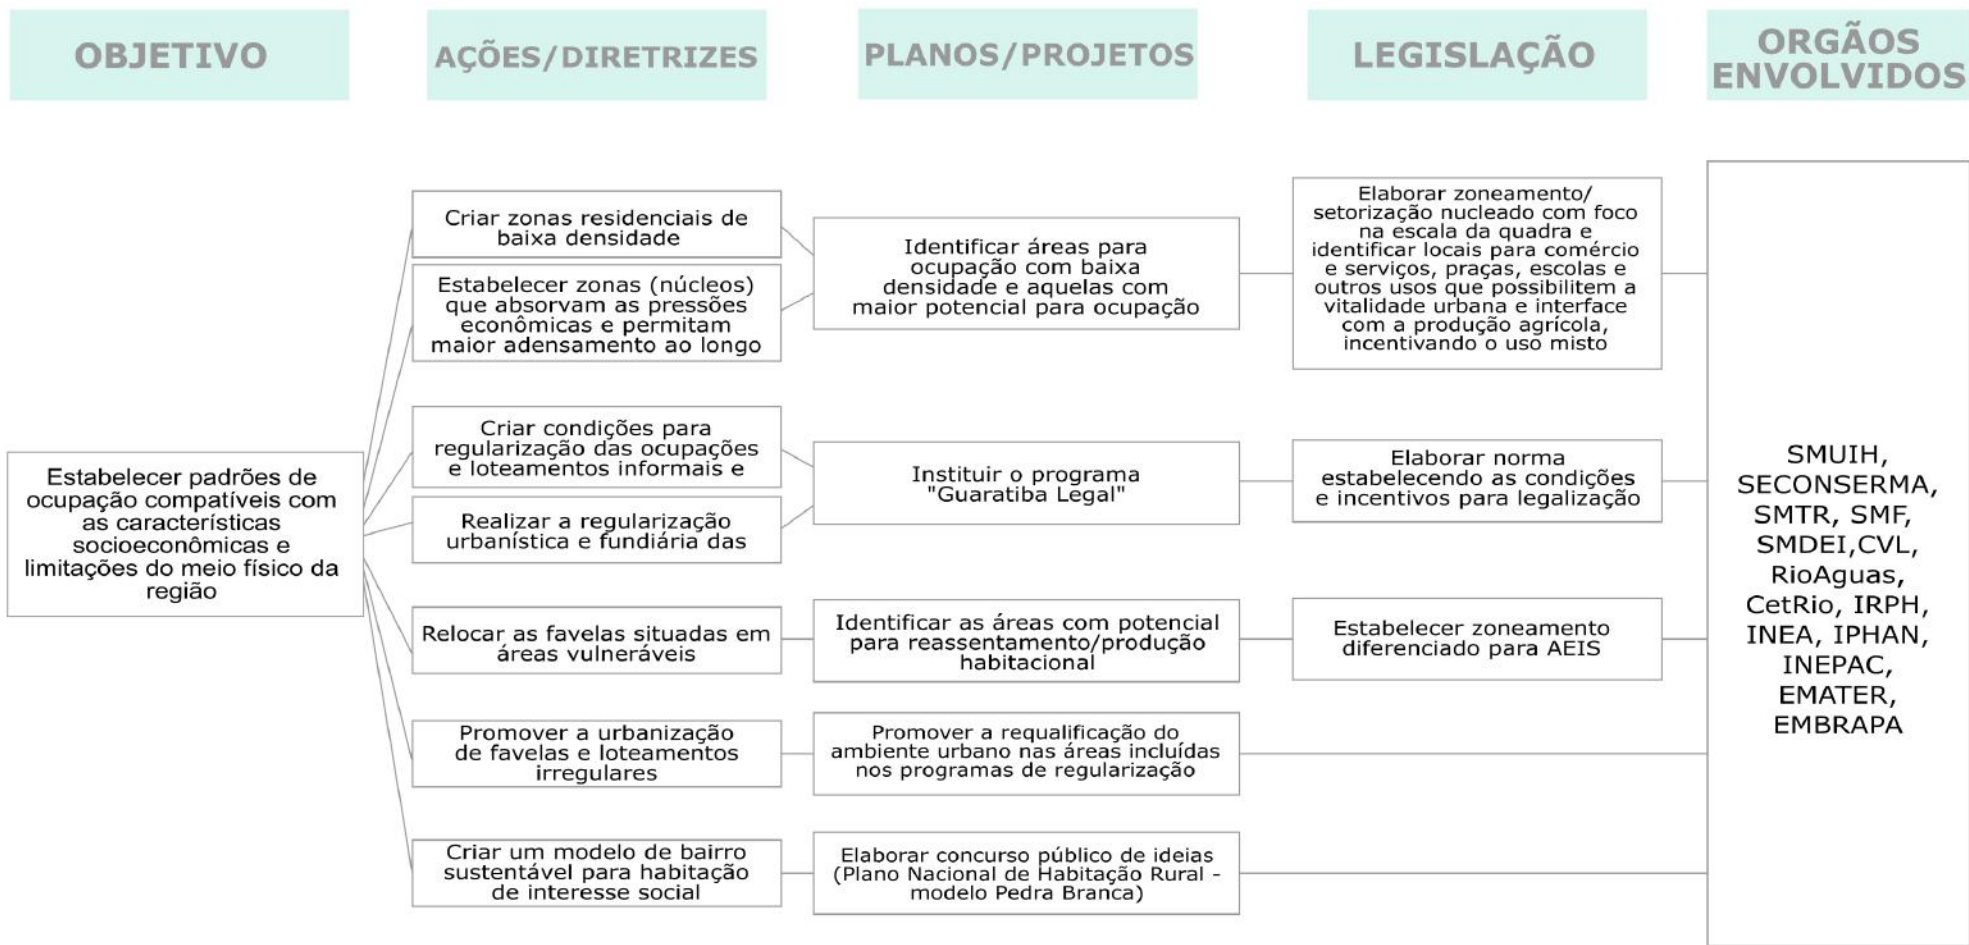 OBJETIVO
AÇÕES/DIRETRIZES
PLANOS/PROJETOS
LEGISLAÇÃO
ORGÃOS
ENVOLVIDOS
Estabelecer padrões de
ocupação compatíveis com
as características
socioeconômicas e
limitações do meio físico da
região
Criar zonas residenciais de
baixa densidade
Estabelecer zonas (núcleos)
que absorvam as pressões
econômicas e permitam
maior adensamento ao longo
Criar condições para
regularização das ocupações
e loteamentos informais e
Realizar a regularização
urbanística e fundiária das
Relocar as favelas situadas em
áreas vulneráveis
Promover a urbanização
de favelas e loteamentos
irregulares
Criar um modelo de bairro
sustentável para habitação
de interesse social
Identificar áreas para
ocupação com baixa
densidade e aquelas com
maior potencial para ocupação
Instituir o programa
"Guaratiba Legal"
Identificar as áreas com potencial
para reassentamento/produção
habitacional
Promover a requalificação do
ambiente urbano nas áreas incluídas
nos programas de regularização
Elaborar concurso público de ideias
(Plano Nacional de Habitação Rural -
modelo Pedra Branca)
Elaborar zoneamento/
setorização nucleado com foco
na escala da quadra e
identificar locais para comércio
e serviços, praças, escolas e
outros usos que possibilitem a
vitalidade urbana e interface
com a produção agrícola,
incentivando o uso misto
Elaborar norma
estabelecendo as condições
e incentivos para legalização
Estabelecer zoneamento
diferenciado para AEIS
SMUIH,
SECONSERMA,
SMTR, SMF,
SMDEI,CVL,
RioAguas,
CetRio, IRPH,
INEA, IPHAN,
INEPAC,
EMATER,
EMBRAPA